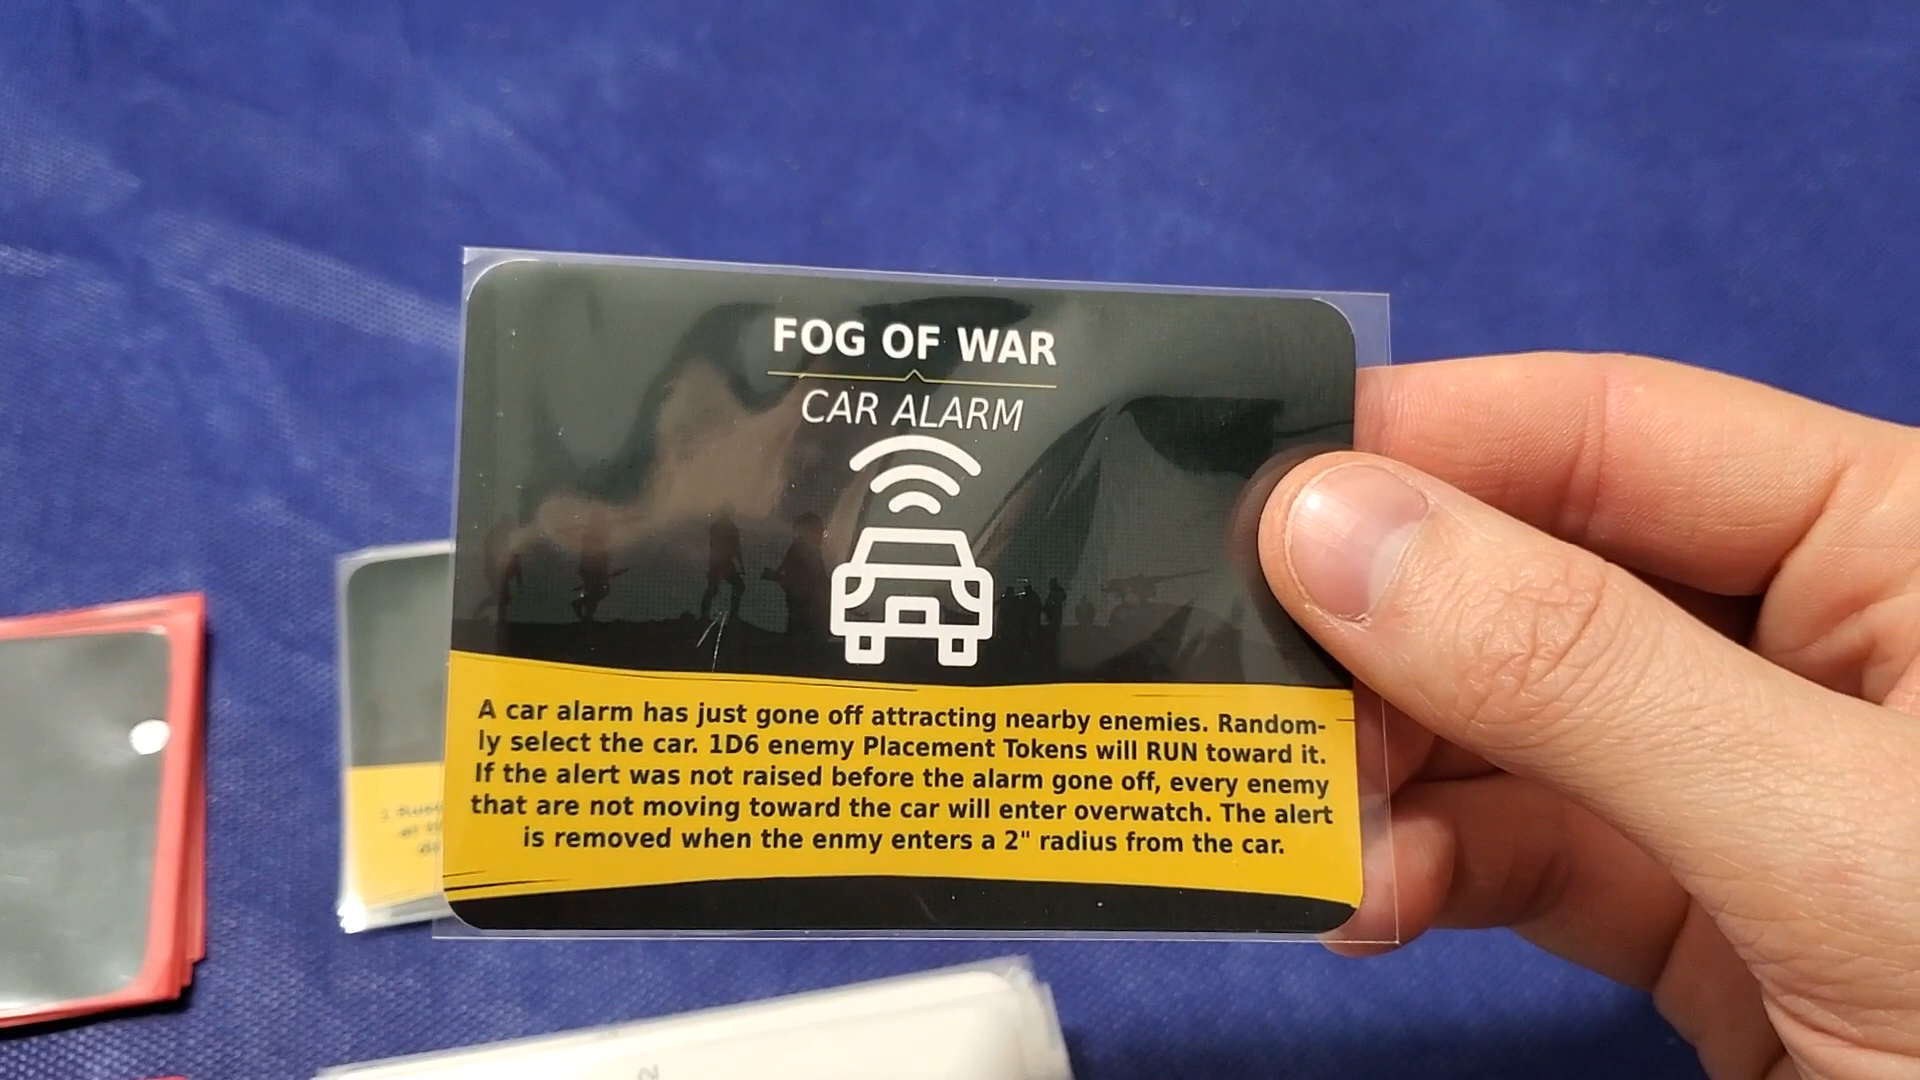 FOG OF WAR
CAR ALARM
A car alarm has just gone off attracting nearby enemies. Random-
ly select the car. 1D6 enemy Placement Tokens will RUN toward it.
If the alert was not raised before the alarm gone off, every enemy
that are not moving toward the car will enter overwatch. The alert
is removed when the enmy enters a 2" radius from the car.
2